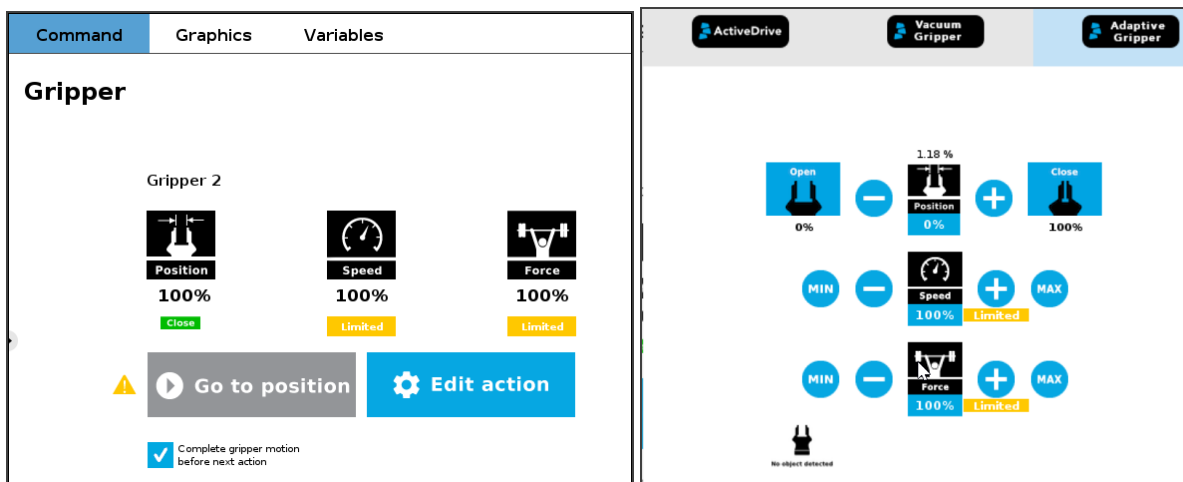 Command Graphics Variables
Gripper
Gripper 2
Position Speed Force
100% 100% 100%
Close Limited Limited
Go to position Edit action
Complete gripper motion
before next action
ActiveDrive
Vacuum
Gripper
Adaptive
Gripper
1.18 %
Open Close
Position
0% 0% 100%
MIN Speed MAX
100% Limited
MIN Force MAX
100% Limited
No object detected